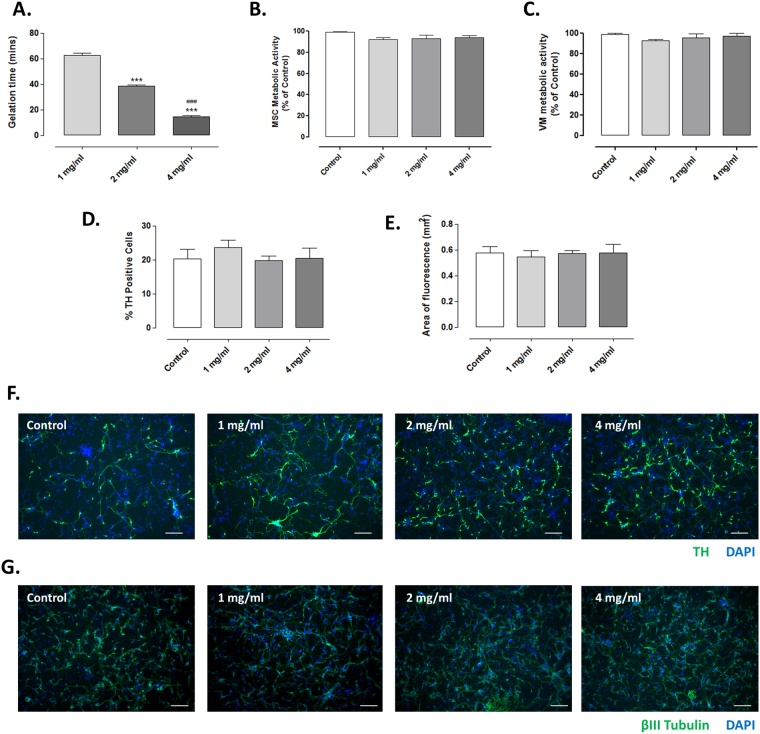 A.
Gelation time (mins)
80
60
40
20
0
***
###
***
1 mg/ml
2 mg/ml
4 mg/ml
B.
MSC Metabolic Activity
(% of Control)
100
80
60
40
20
0
Control
1 mg/ml
2 mg/ml
4 mg/ml
C.
VM metabolic activity
(% of Control)
100
80
60
40
20
0
Control
1 mg/ml
2 mg/ml
4 mg/ml
D.
% TH Positive Cells
30
20
10
0
Control
1 mg/ml
2 mg/ml
4 mg/ml
E.
Area of fluorescence (mm²)
0.8
0.6
0.4
0.2
0.0
Control
1 mg/ml
2 mg/ml
4 mg/ml
F.
Control
1 mg/ml
2 mg/ml
4 mg/ml
TH DAPI
G.
Control
1 mg/ml
2 mg/ml
4 mg/ml
βIII Tubulin DAPI